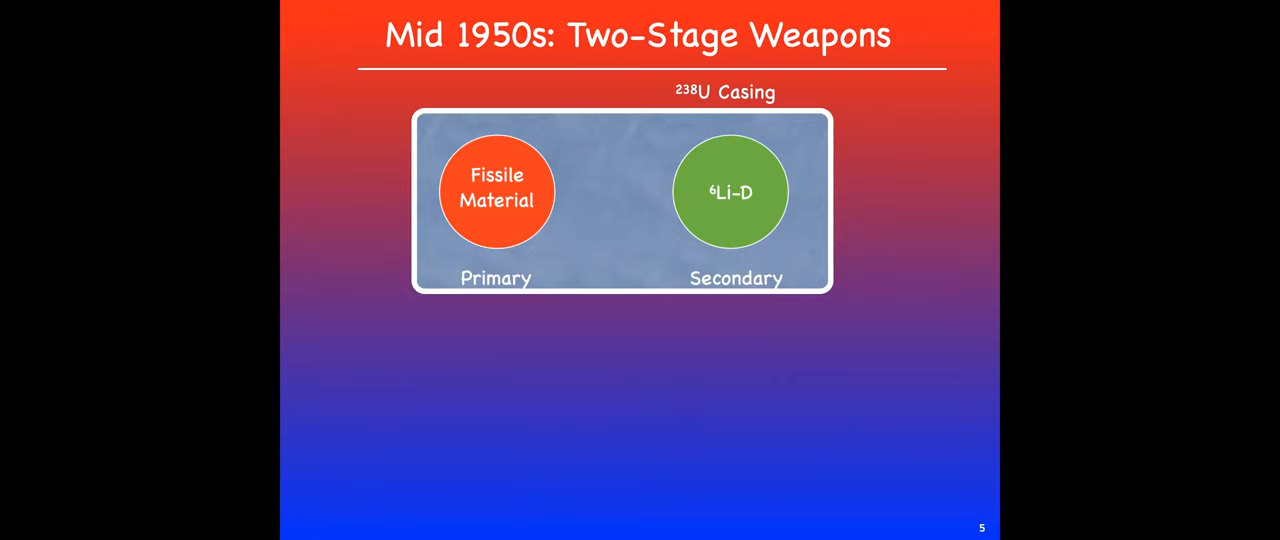 Mid 1950s: Two-Stage Weapons
²³⁸U Casing
Fissile
Material
⁶Li-D
Primary
Secondary
5